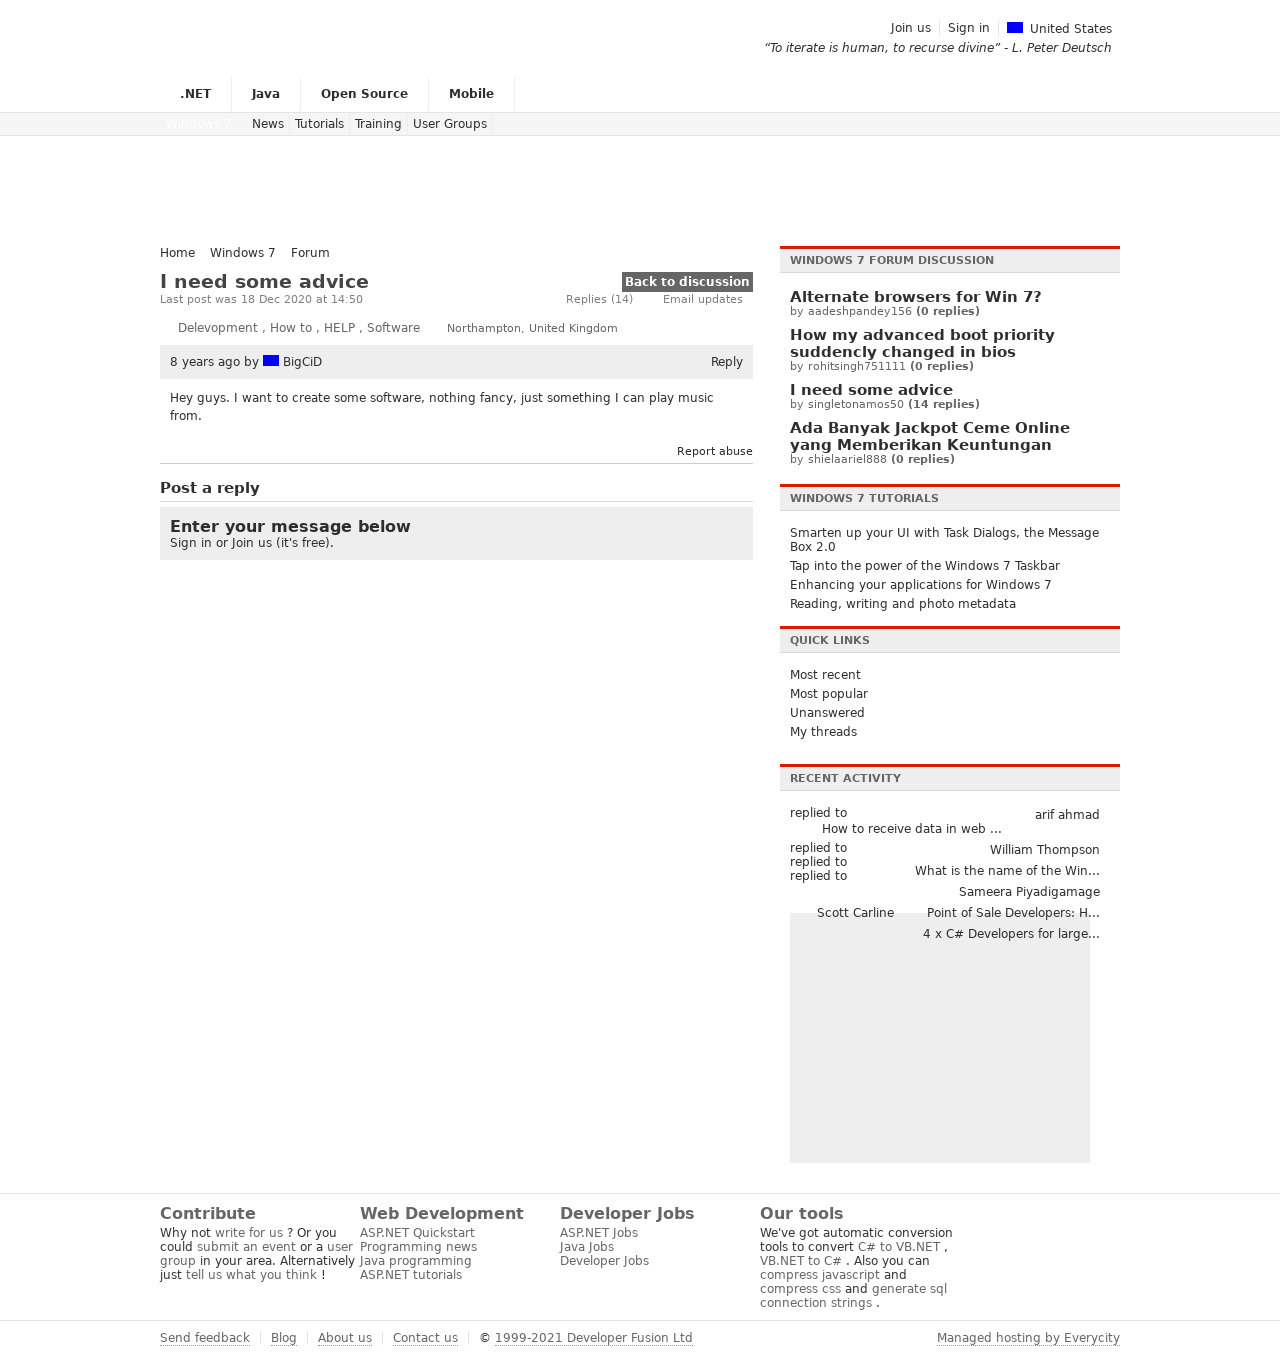 Join us
Sign in
United States
“To iterate is human, to recurse divine” - L. Peter Deutsch
.NET
Java
Open Source
Mobile
Windows 7
News
Tutorials
Training
User Groups
Home
Windows 7
Forum
I need some advice
Back to discussion
Last post was 18 Dec 2020 at 14:50
Replies (14)
Email updates
Delevopment , How to , HELP , Software
Northampton, United Kingdom
8 years ago by BigCiD
Reply
Hey guys. I want to create some software, nothing fancy, just something I can play music
from.
Report abuse
Post a reply
Enter your message below
Sign in or Join us (it's free).
WINDOWS 7 FORUM DISCUSSION
Alternate browsers for Win 7?
by aadeshpandey156 (0 replies)
How my advanced boot priority
suddencly changed in bios
by rohitsingh751111 (0 replies)
I need some advice
by singletonamos50 (14 replies)
Ada Banyak Jackpot Ceme Online
yang Memberikan Keuntungan
by shielaariel888 (0 replies)
WINDOWS 7 TUTORIALS
Smarten up your UI with Task Dialogs, the Message
Box 2.0
Tap into the power of the Windows 7 Taskbar
Enhancing your applications for Windows 7
Reading, writing and photo metadata
QUICK LINKS
Most recent
Most popular
Unanswered
My threads
RECENT ACTIVITY
replied to
arif ahmad
How to receive data in web ...
replied to
William Thompson
replied to
What is the name of the Win...
replied to
Sameera Piyadigamage
Scott Carline
Point of Sale Developers: H...
4 x C# Developers for large...
Contribute
Why not write for us ? Or you
could submit an event or a user
group in your area. Alternatively
just tell us what you think !
Web Development
ASP.NET Quickstart
Programming news
Java programming
ASP.NET tutorials
Developer Jobs
ASP.NET Jobs
Java Jobs
Developer Jobs
Our tools
We've got automatic conversion
tools to convert C# to VB.NET ,
VB.NET to C# . Also you can
compress javascript and
compress css and generate sql
connection strings .
Send feedback
Blog
About us
Contact us
© 1999-2021 Developer Fusion Ltd
Managed hosting by Everycity